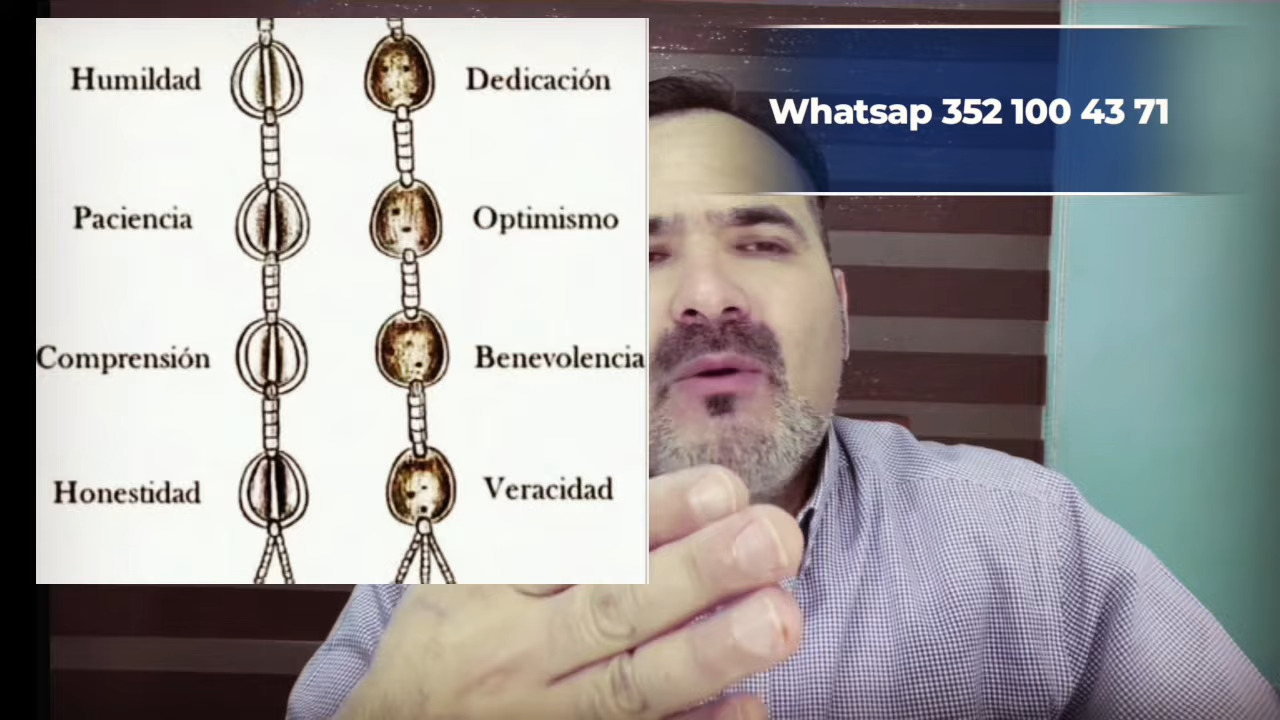 Humildad
Dedicación
Whatsap 352 100 43 71
Paciencia
Optimismo
Comprensión
Benevolencia
Honestidad
Veracidad